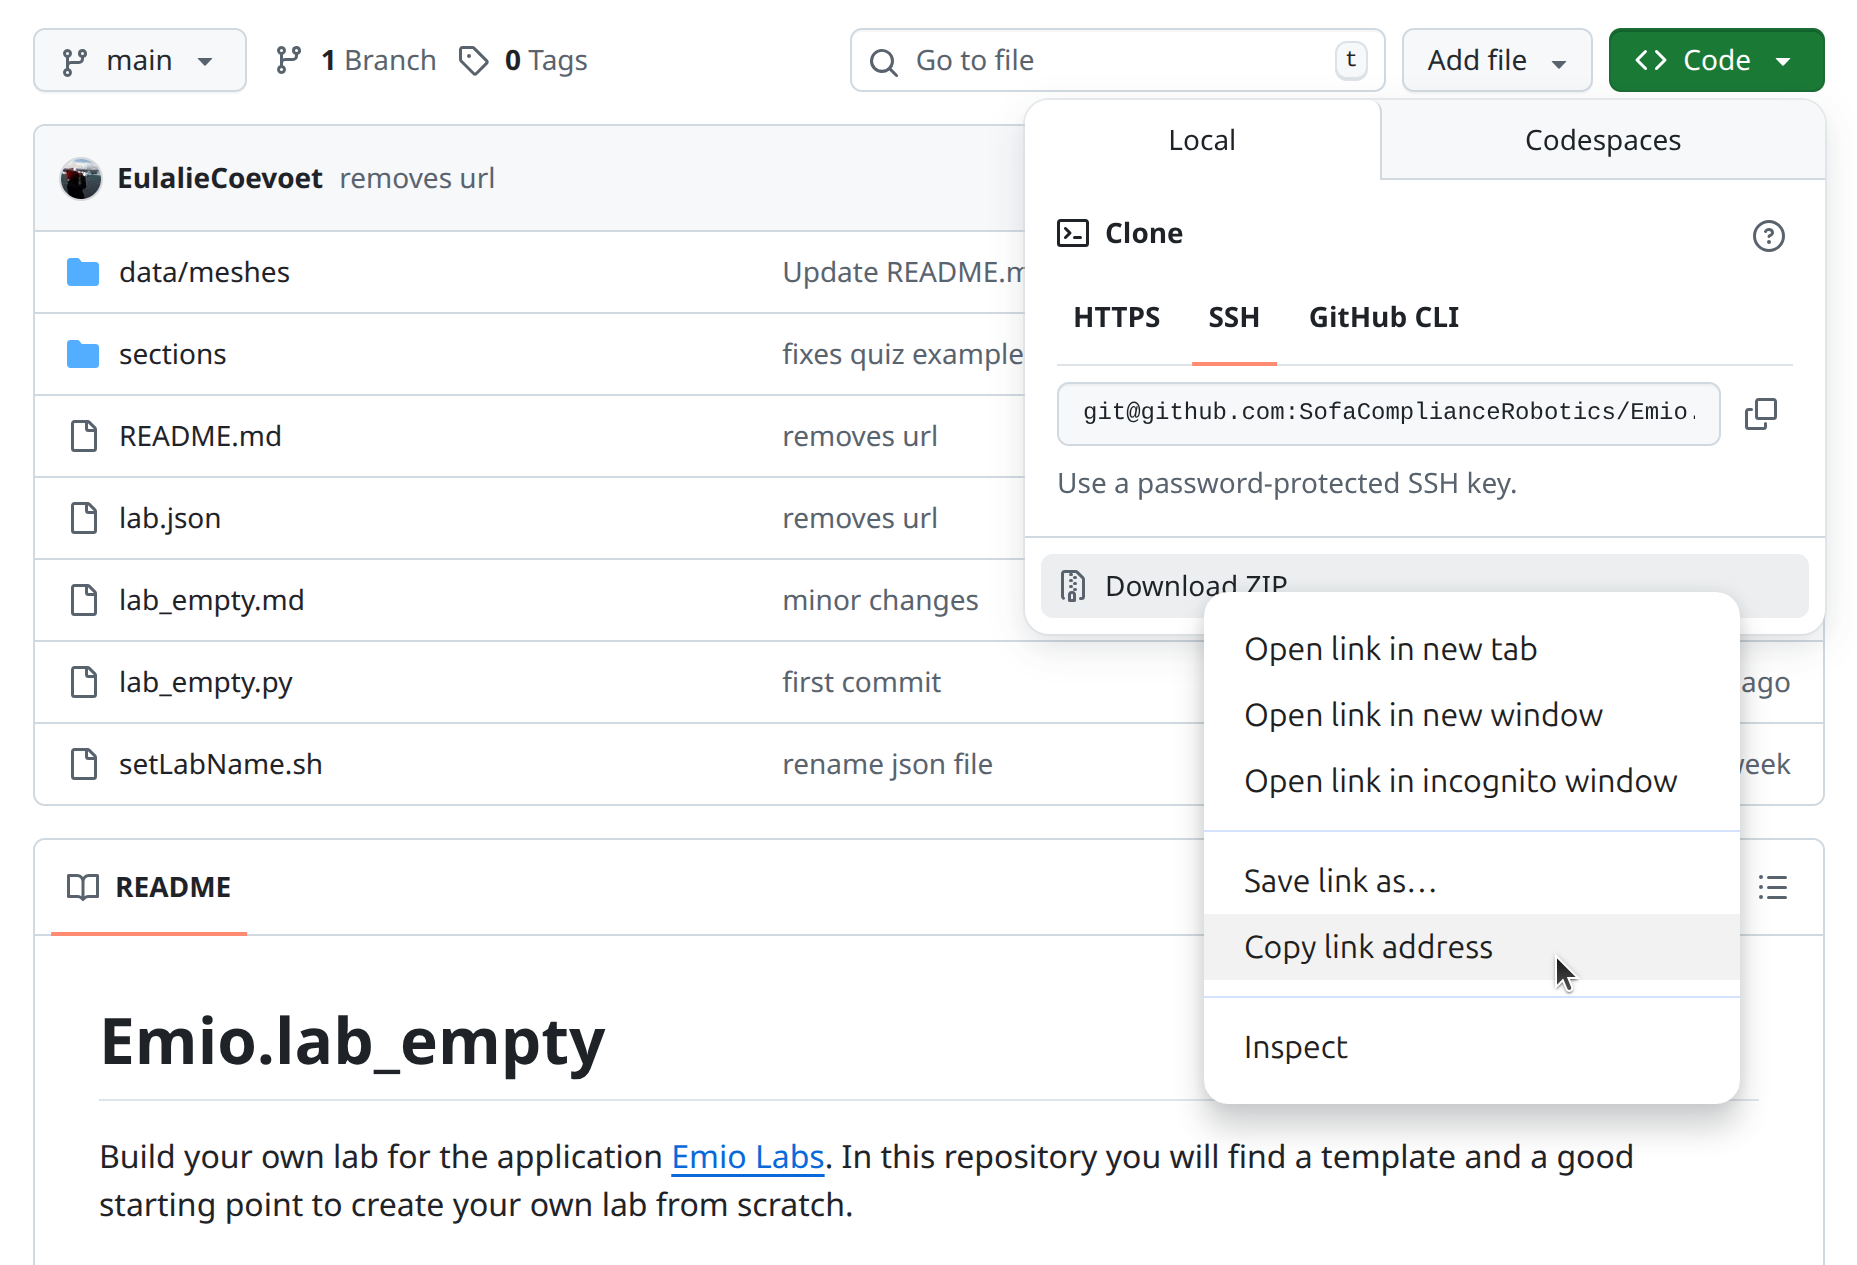 main
1 Branch
0 Tags
Go to file
t
Add file
Code
Local
Codespaces
EulalieCoevoet removes url
Clone
data/meshes
Update README.m
HTTPS
SSH
GitHub CLI
sections
fixes quiz example
git@github.com:SofaComplianceRobotics/Emio.
README.md
removes url
Use a password-protected SSH key.
lab.json
removes url
Download ZIP
lab_empty.md
minor changes
Open link in new tab
lab_empty.py
first commit
ago
Open link in new window
setLabName.sh
rename json file
week
Open link in incognito window
README
Save link as...
Copy link address
Inspect
Emio.lab_empty
Build your own lab for the application Emio Labs. In this repository you will find a template and a good
starting point to create your own lab from scratch.